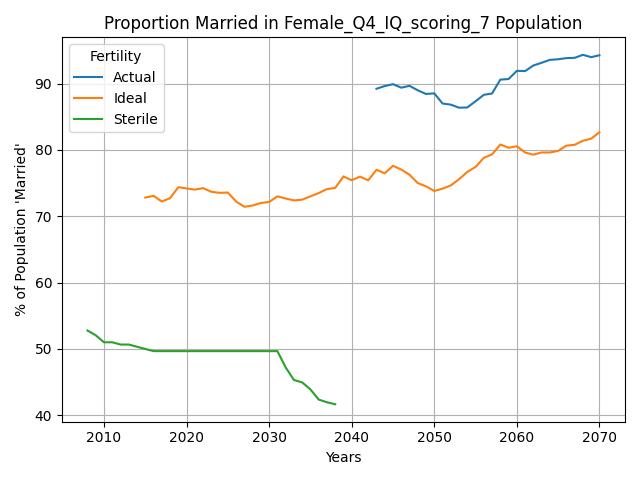 Proportion Married in Female_Q4_IQ_scoring_7 Population
Fertility
Actual
Ideal
Sterile
% of Population 'Married'
90
80
70
60
50
40
2010 2020 2030 2040 2050 2060 2070
Years